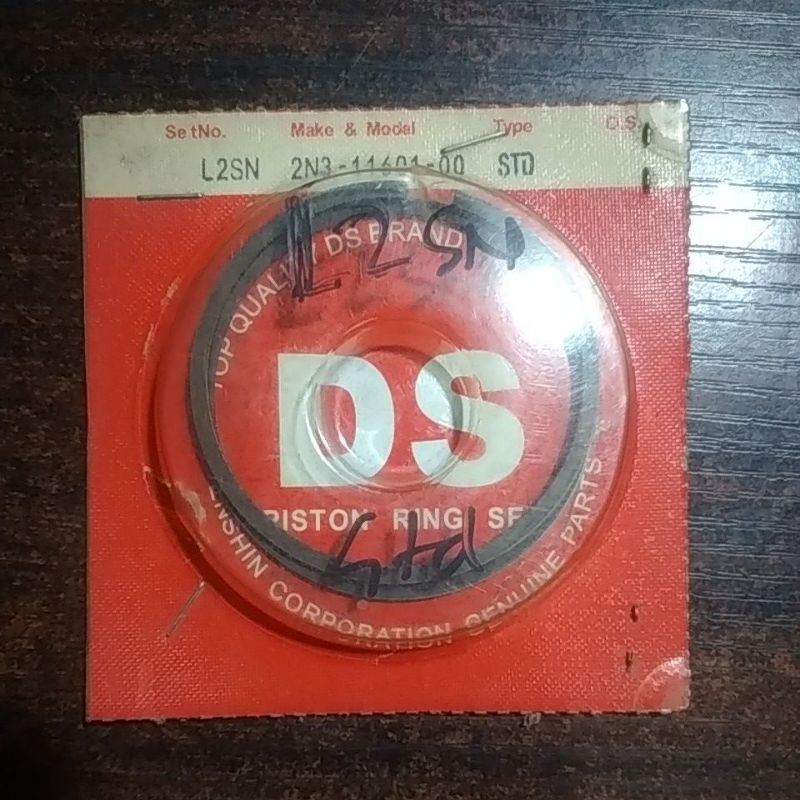 Set No. Make & Modal Type D.S.
L2SN 2N3-11601-00 STD
TOP QUALITY DS BRAND
L2SN
DS
PISTON RING SET
Std
CORPORATION GENUINE PARTS